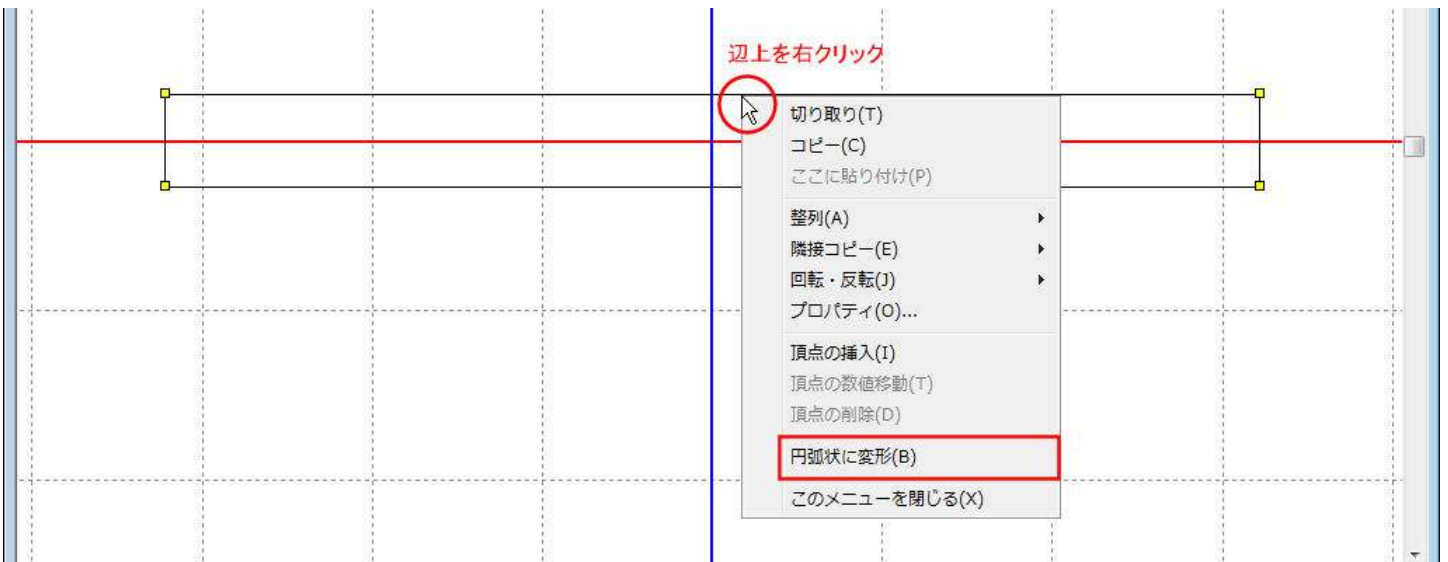 辺上を右クリック
切り取り(T)
コピー(C)
ここに貼り付け(P)
整列(A)
隣接コピー(E)
回転・反転(J)
プロパティ(O)...
頂点の挿入(I)
頂点の数値移動(T)
頂点の削除(D)
円弧状に変形(B)
このメニューを閉じる(X)